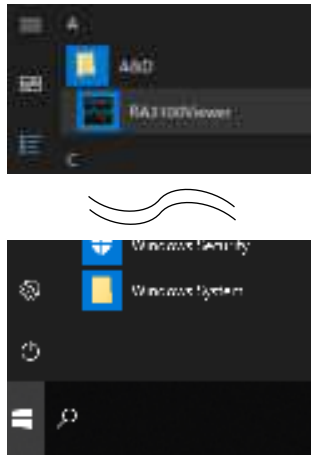 A
A&D
RA3100Viewer
C
Windows Security
Windows System